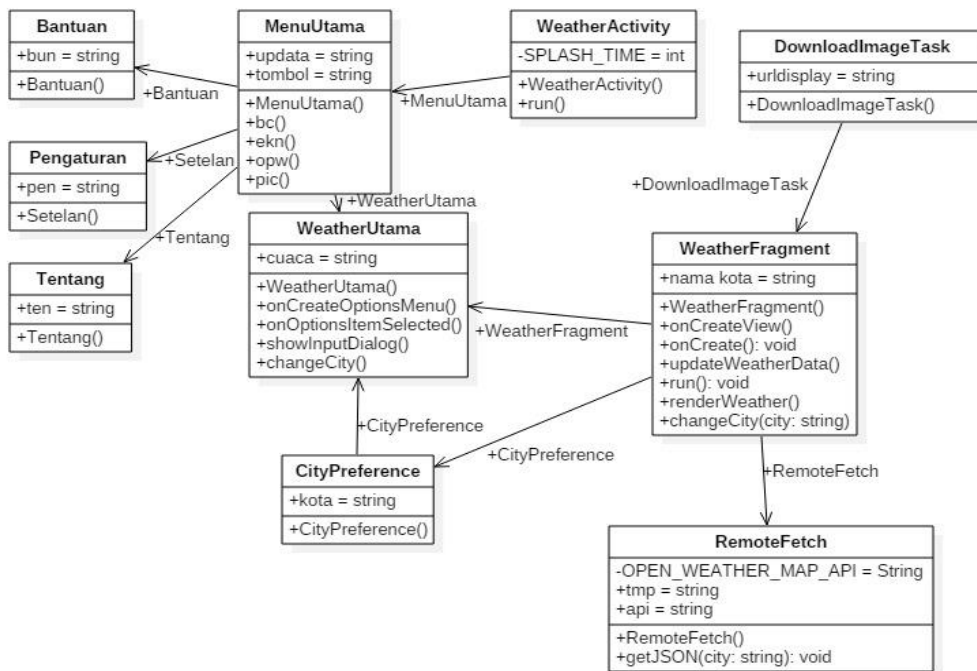 Bantuan
+bun = string
+Bantuan()
MenuUtama
+updata = string
+tombol = string
+MenuUtama()
+bc()
+ekn()
+opw()
+pic()
WeatherActivity
-SPLASH_TIME = int
+WeatherActivity()
+run()
DownloadImageTask
+urldisplay = string
+DownloadImageTask()
+Bantuan
+MenuUtama
Pengaturan
+pen = string
+Setelan()
+Setelan
+DownloadImageTask
+WeatherUtama
+Tentang
Tentang
+ten = string
+Tentang()
WeatherUtama
+cuaca = string
+WeatherUtama()
+onCreateOptionsMenu()
+onOptionsItemSelected()
+showInputDialog()
+changeCity()
WeatherFragment
+nama kota = string
+WeatherFragment()
+onCreateView()
+onCreate(): void
+updateWeatherData()
+run(): void
+renderWeather()
+changeCity(city: string)
+WeatherFragment
+CityPreference
+CityPreference
+RemoteFetch
CityPreference
+kota = string
+CityPreference()
RemoteFetch
-OPEN_WEATHER_MAP_API = String
+tmp = string
+api = string
+RemoteFetch()
+getJSON(city: string): void